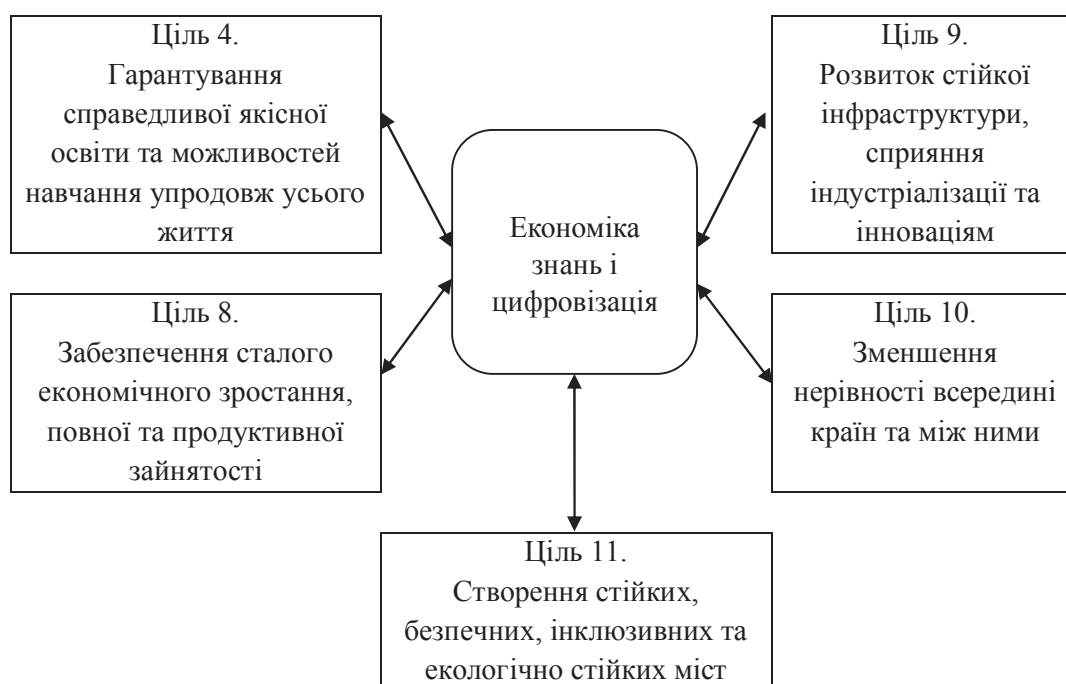 Ціль 4.
Гарантування
справедливої якісної
освіти та можливостей
навчання упродовж усього
життя
Ціль 8.
Забезпечення сталого
економічного зростання,
повної та продуктивної
зайнятості
Економіка
знань і
цифровізація
Ціль 9.
Розвиток стійкої
інфраструктури,
сприяння
індустріалізації та
інноваціям
Ціль 10.
Зменшення
нерівності всередині
країн та між ними
Ціль 11.
Створення стійких,
безпечних, інклюзивних та
екологічно стійких міст